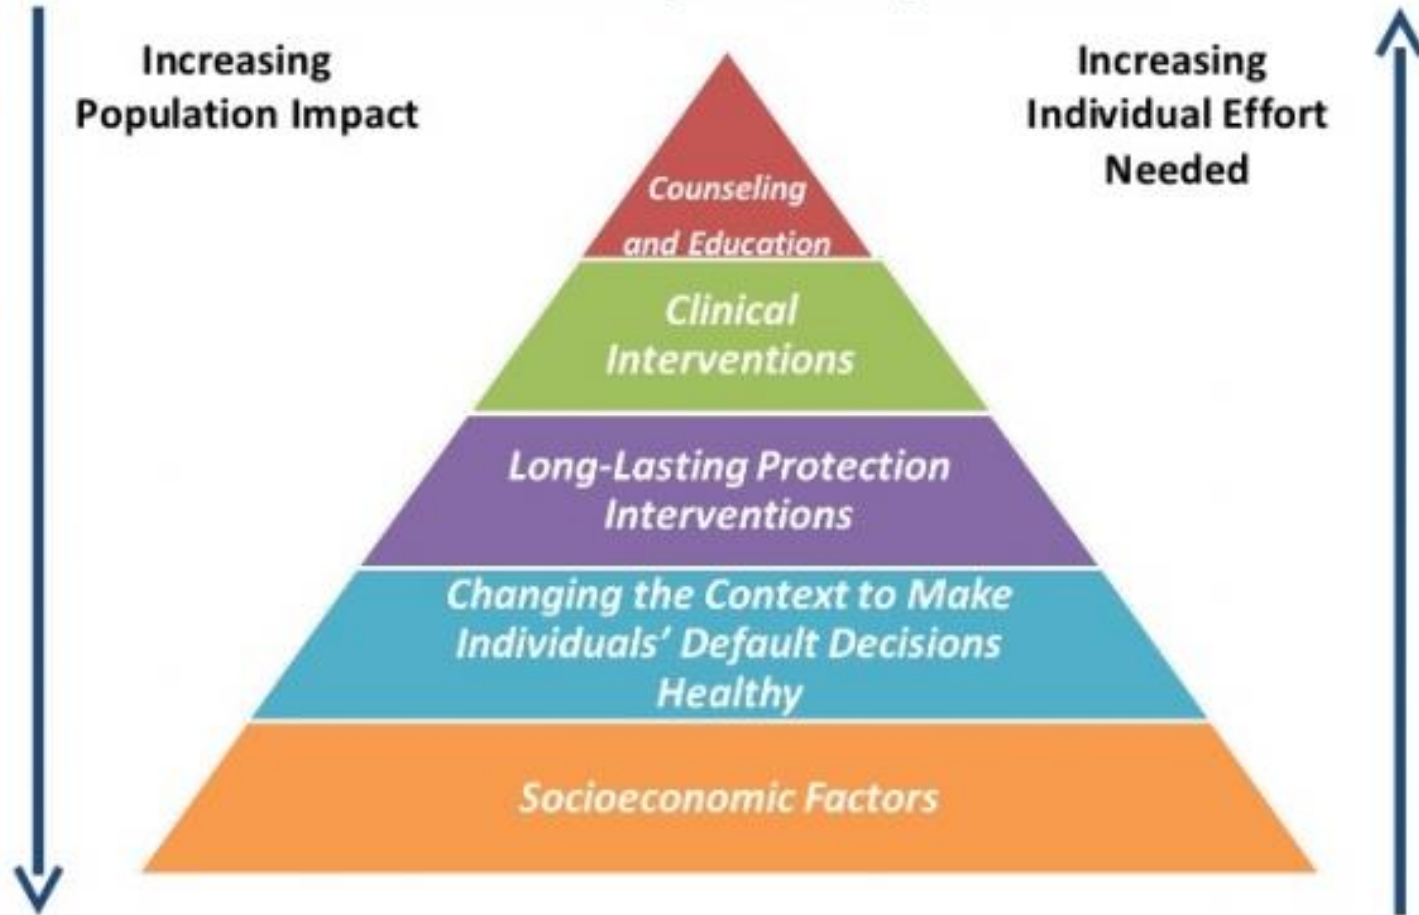 Increasing
Population Impact
Increasing
Individual Effort
Needed
Counseling
and Education
Clinical
Interventions
Long-Lasting Protection
Interventions
Changing the Context to Make
Individuals’ Default Decisions
Healthy
Socioeconomic Factors